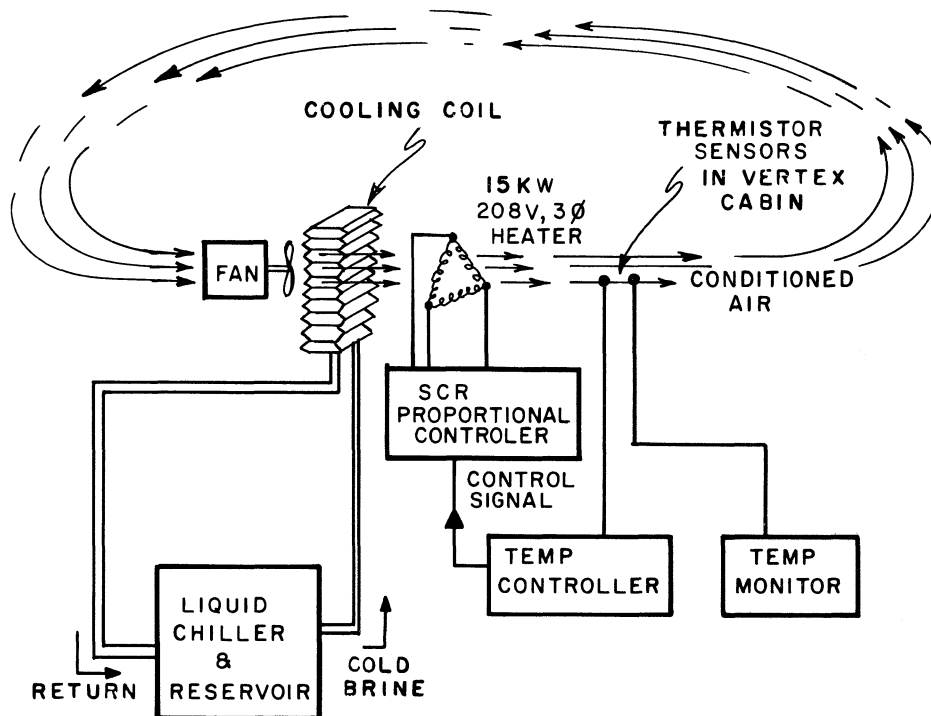 COOLING COIL
THERMISTOR
SENSORS
IN VERTEX
CABIN
15KW
208V, 3Ø
HEATER
FAN
CONDITIONED
AIR
SCR
PROPORTIONAL
CONTROLER
CONTROL
SIGNAL
TEMP
CONTROLLER
TEMP
MONITOR
LIQUID
CHILLER
&
RESERVOIR
RETURN
COLD
BRINE